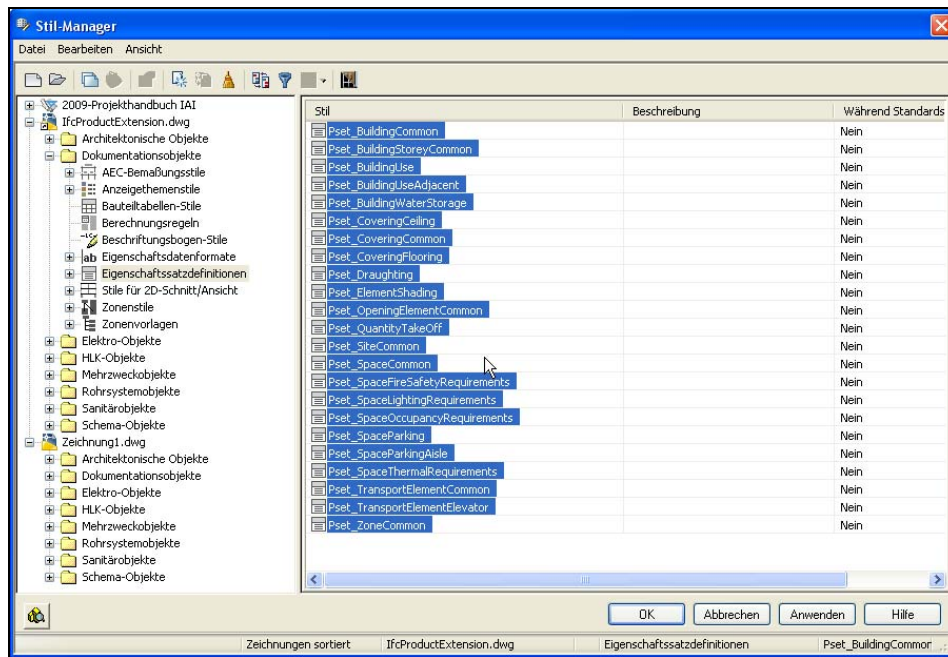 Stil-Manager
Datei Bearbeiten Ansicht
2009-Projekthandbuch IAI
IfcProductExtension.dwg
Architektonische Objekte
Dokumentationsobjekte
AEC-Bemaßungsstile
Anzeigethemenstile
Bauteiltabellen-Stile
Berechnungsregeln
Beschriftungsbogen-Stile
Eigenschaftsdatenformate
Eigenschaftssatzdefinitionen
Stile für 2D-Schnitt/Ansicht
Zonenstile
Zonenvorlagen
Elektro-Objekte
HLK-Objekte
Mehrzweckobjekte
Rohrsystemobjekte
Sanitärobjekte
Schema-Objekte
Zeichnung1.dwg
Architektonische Objekte
Dokumentationsobjekte
Elektro-Objekte
HLK-Objekte
Mehrzweckobjekte
Rohrsystemobjekte
Sanitärobjekte
Schema-Objekte
Stil Beschreibung Während Standards
Pset_BuildingCommon Nein
Pset_BuildingStoreyCommon Nein
Pset_BuildingUse Nein
Pset_BuildingUseAdjacent Nein
Pset_BuildingWaterStorage Nein
Pset_CoveringCeiling Nein
Pset_CoveringCommon Nein
Pset_CoveringFlooring Nein
Pset_Draughting Nein
Pset_ElementShading Nein
Pset_OpeningElementCommon Nein
Pset_QuantityTakeOff Nein
Pset_SiteCommon Nein
Pset_SpaceCommon Nein
Pset_SpaceFireSafetyRequirements Nein
Pset_SpaceLightingRequirements Nein
Pset_SpaceOccupancyRequirements Nein
Pset_SpaceParking Nein
Pset_SpaceParkingAisle Nein
Pset_SpaceThermalRequirements Nein
Pset_TransportElementCommon Nein
Pset_TransportElementElevator Nein
Pset_ZoneCommon Nein
OK Abbrechen Anwenden Hilfe
Zeichnungen sortiert IfcProductExtension.dwg Eigenschaftssatzdefinitionen Pset_BuildingCommor